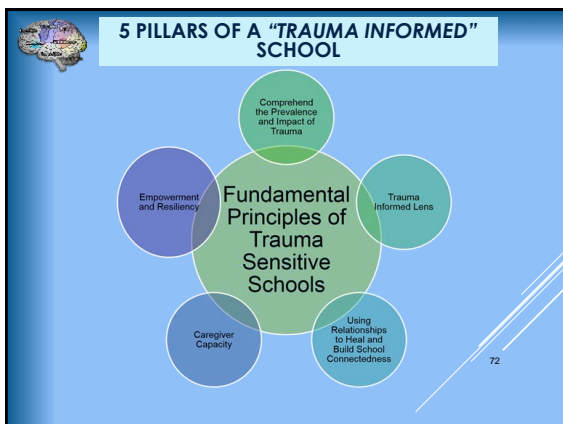 5 PILLARS OF A “TRAUMA INFORMED”
SCHOOL
Comprehend
the Prevalence
and Impact of
Trauma
Empowerment
and Resiliency
Fundamental
Principles of
Trauma
Sensitive
Schools
Trauma
Informed Lens
Caregiver
Capacity
Using
Relationships
to Heal and
Build School
Connectedness
72